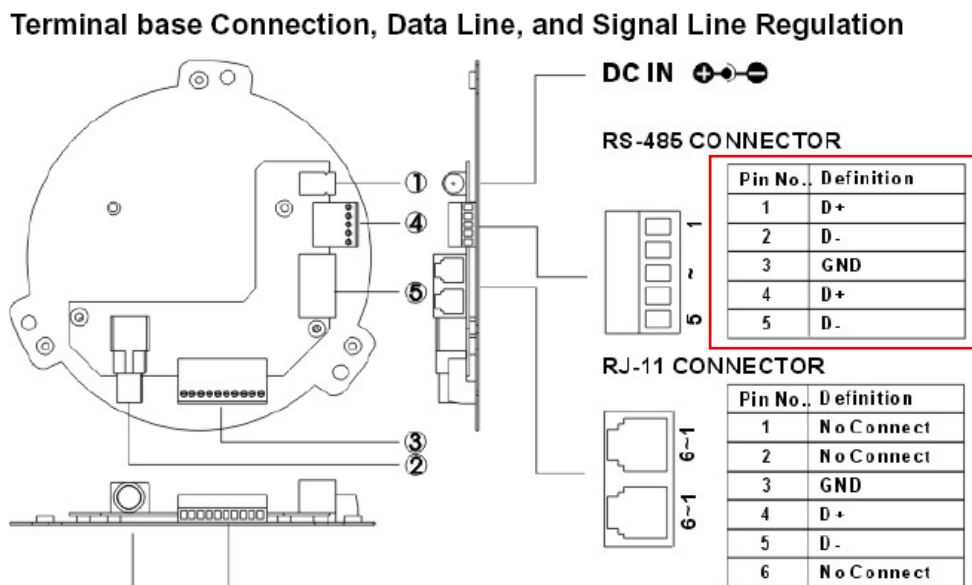 Terminal base Connection, Data Line, and Signal Line Regulation
DC IN
RS-485 CONNECTOR
Pin No.. Definition
1 D+
2 D-
3 GND
4 D+
5 D-
1
~
5
①
④
⑤
③
②
RJ-11 CONNECTOR
Pin No.. Definition
1 No Connect
2 No Connect
3 GND
4 D+
5 D-
6 No Connect
6~1
6~1